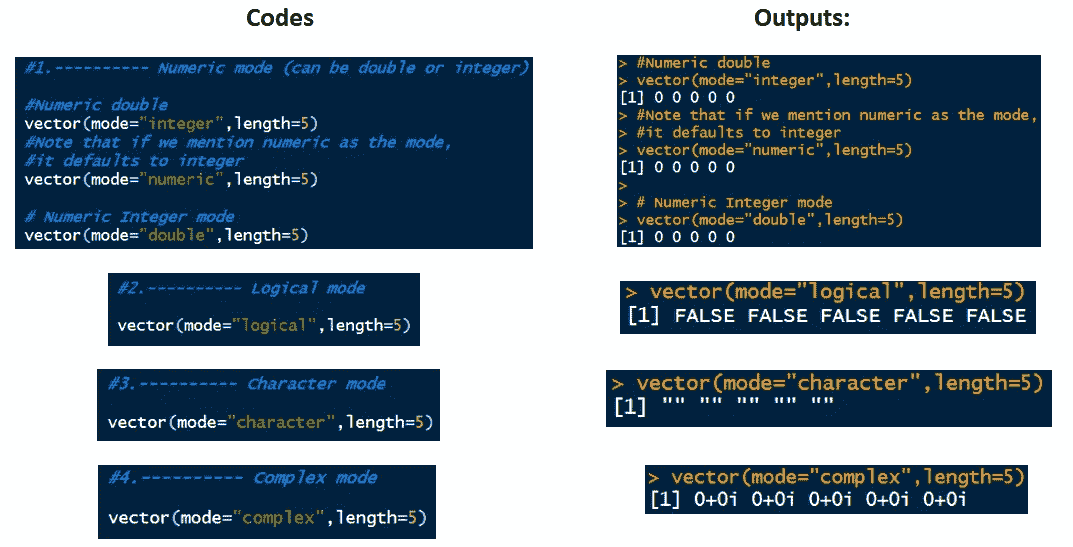 Codes
#1.---------- Numeric mode (can be double or integer)
#Numeric double
vector(mode="integer",length=5)
#Note that if we mention numeric as the mode,
#it defaults to integer
vector(mode="numeric",length=5)
# Numeric Integer mode
vector(mode="double",length=5)
#2.---------- Logical mode
vector(mode="logical",length=5)
#3.---------- Character mode
vector(mode="character",length=5)
#4.---------- Complex mode
vector(mode="complex",length=5)
Outputs:
> #Numeric double
> vector(mode="integer",length=5)
[1] 0 0 0 0 0
> #Note that if we mention numeric as the mode,
> #it defaults to integer
> vector(mode="numeric",length=5)
[1] 0 0 0 0 0
>
> # Numeric Integer mode
> vector(mode="double",length=5)
[1] 0 0 0 0 0
> vector(mode="logical",length=5)
[1] FALSE FALSE FALSE FALSE FALSE
> vector(mode="character",length=5)
[1] "" "" "" "" ""
> vector(mode="complex",length=5)
[1] 0+0i 0+0i 0+0i 0+0i 0+0i